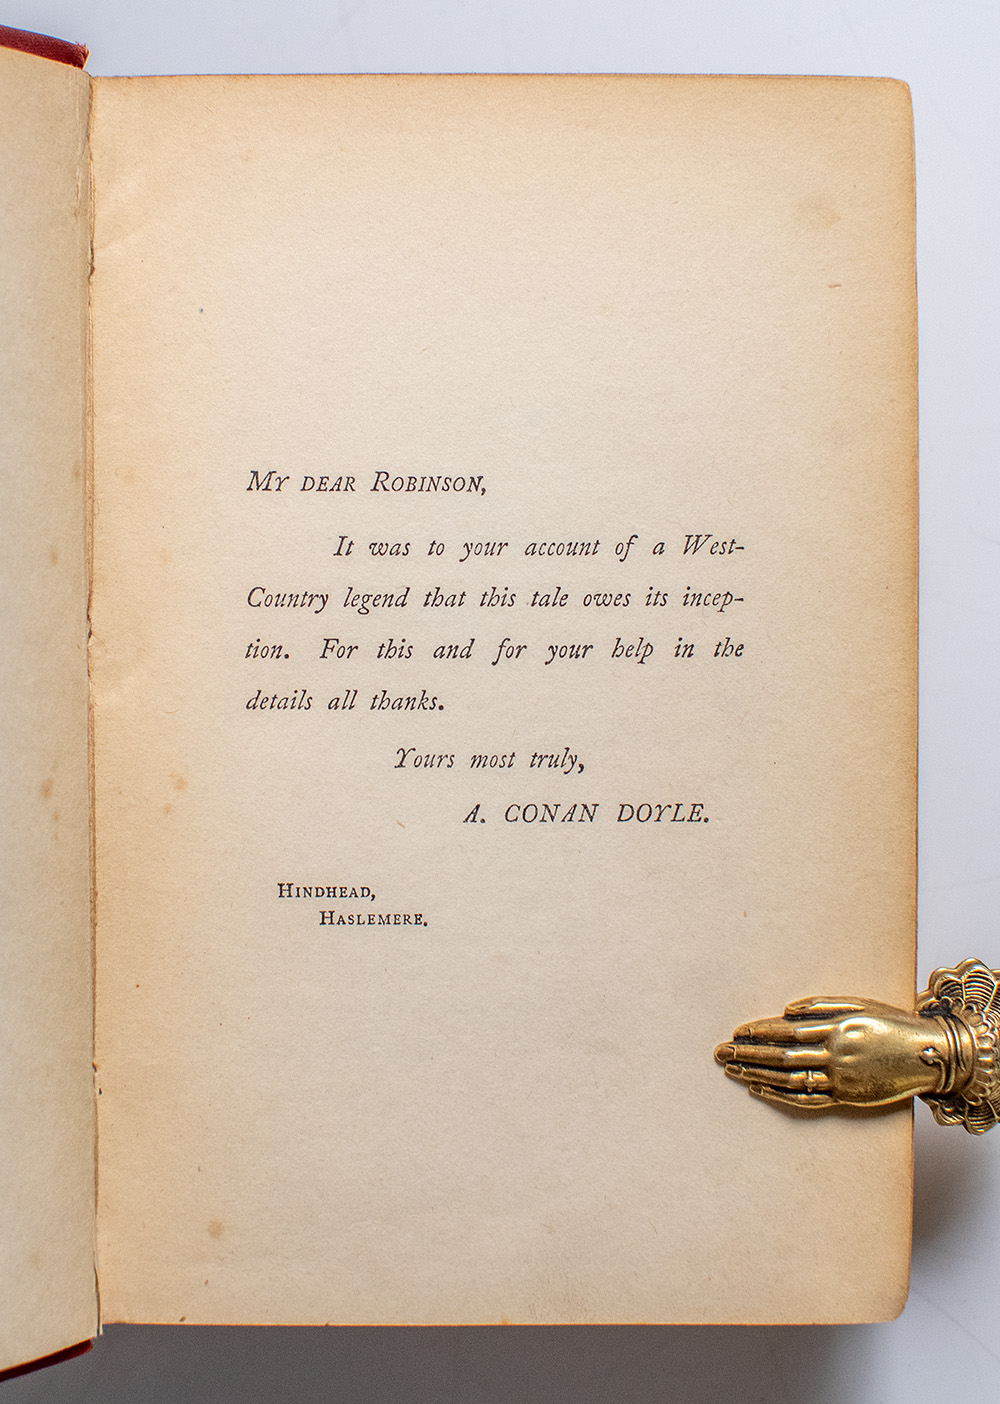 My dear Robinson,
It was to your account of a West-
Country legend that this tale owes its incep-
tion. For this and for your help in the
details all thanks.
Yours most truly,
A. CONAN DOYLE.
Hindhead,
Haslemere.